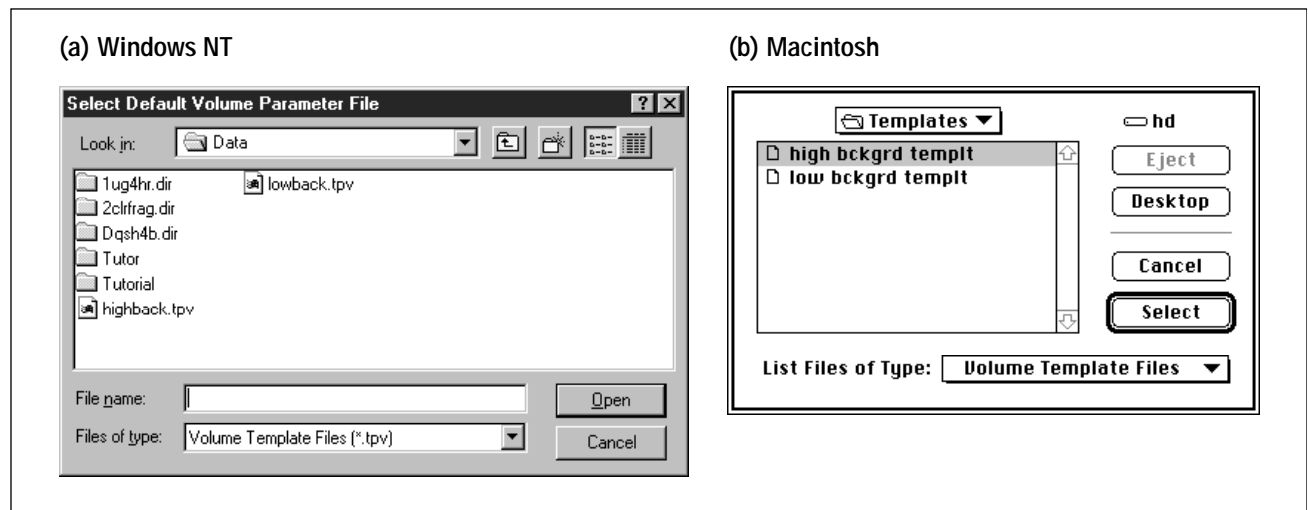 (a) Windows NT
Select Default Volume Parameter File
Look in:
Data
1ug4hr.dir
2clrfrag.dir
Dqsh4b.dir
Tutor
Tutorial
highback.tpv
lowback.tpv
File name:
Open
Files of type:
Volume Template Files (*.tpv)
Cancel
(b) Macintosh
Templates
hd
high bckgrd templt
low bckgrd templt
Eject
Desktop
Cancel
Select
List Files of Type:
Volume Template Files